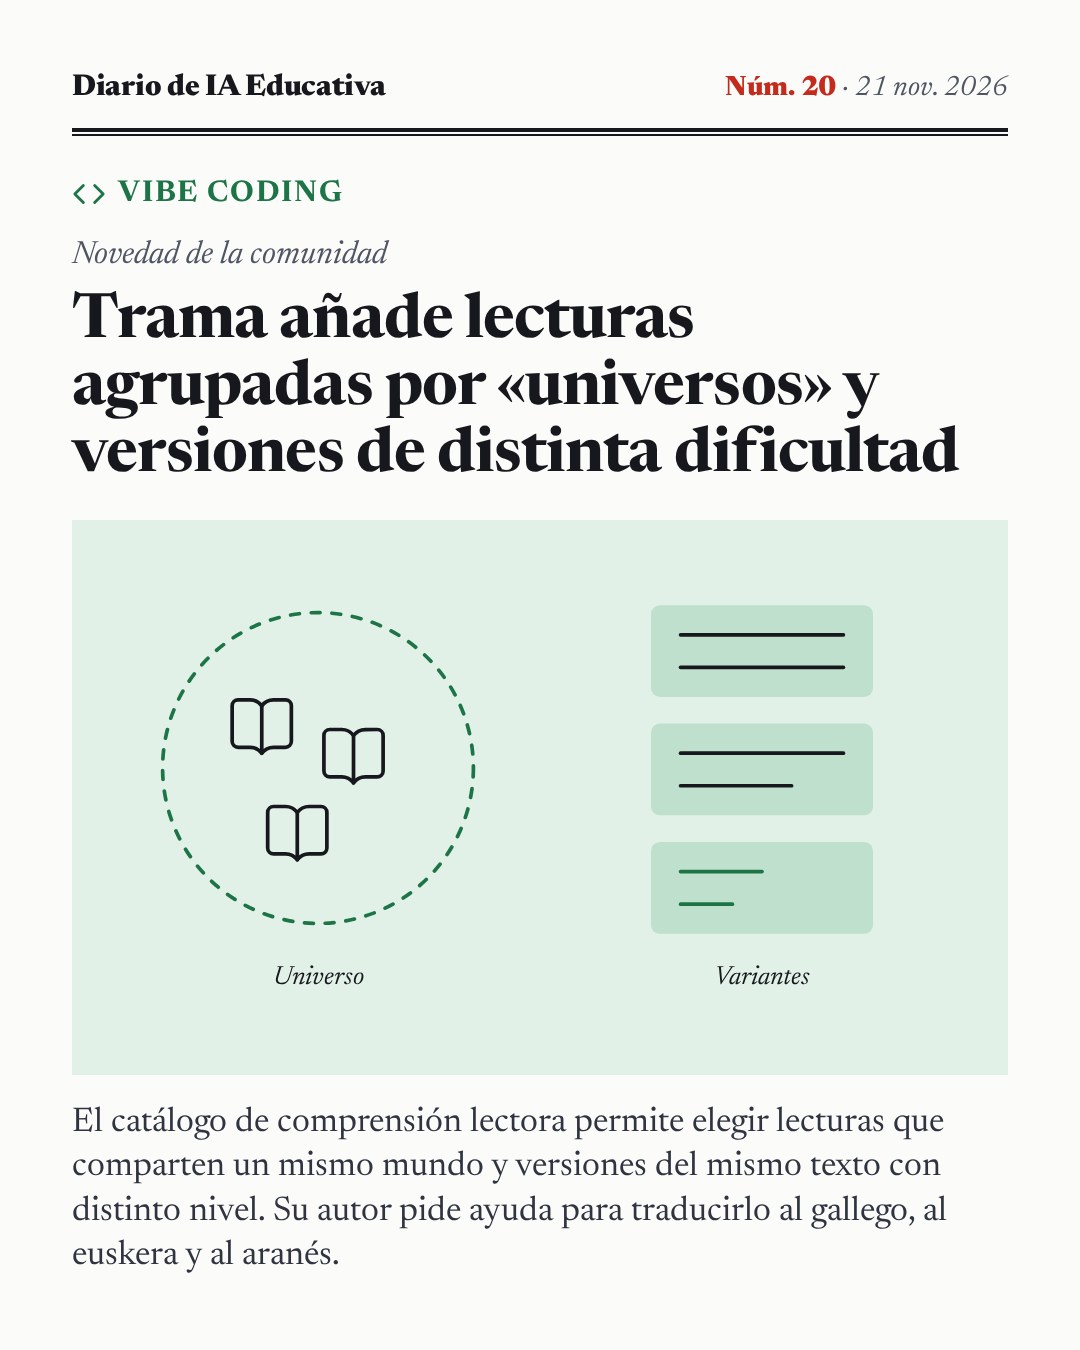 Diario de IA Educativa
Núm. 20 · 21 nov. 2026
VIBE CODING
Novedad de la comunidad
Trama añade lecturas
agrupadas por «universos» y
versiones de distinta dificultad
Universo
Variantes
El catálogo de comprensión lectora permite elegir lecturas que
comparten un mismo mundo y versiones del mismo texto con
distinto nivel. Su autor pide ayuda para traducirlo al gallego, al
euskera y al aranés.